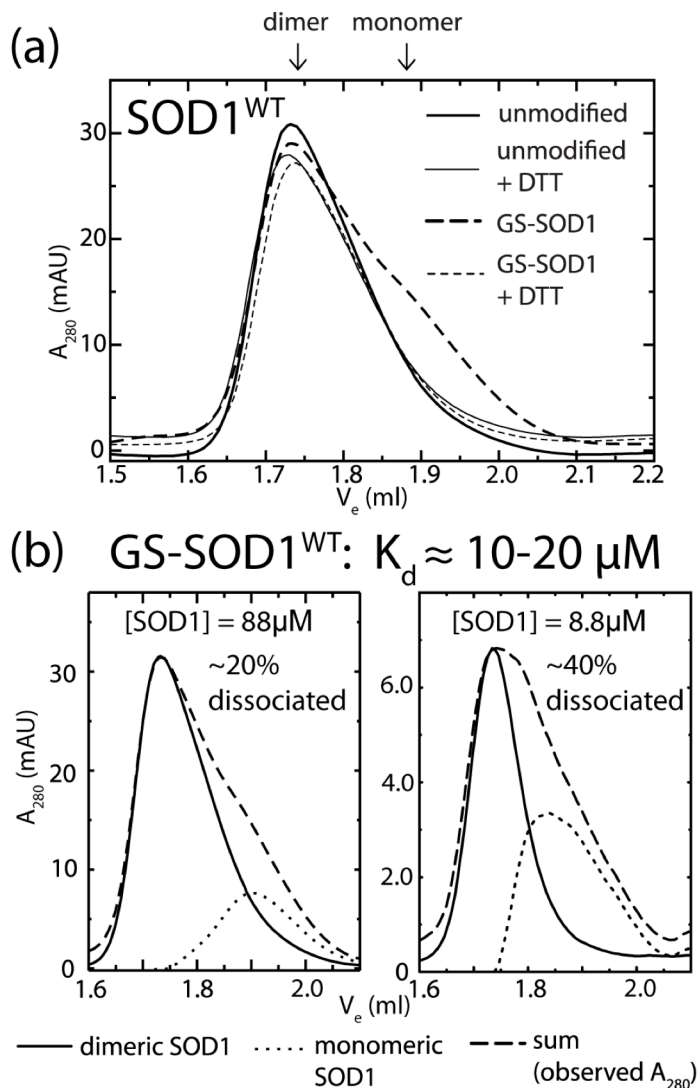 dimer monomer
(a)
SOD1^WT
unmodified
unmodified
+ DTT
GS-SOD1
GS-SOD1
+ DTT
30
20
10
0
A₂₈₀ (mAU)
1.5 1.6 1.7 1.8 1.9 2.0 2.1 2.2
Vₑ (ml)
(b) GS-SOD1^WT: K_d ≈ 10-20 μM
[SOD1] = 88μM
~20%
dissociated
30
20
10
0
A₂₈₀ (mAU)
1.6 1.8 2.0
[SOD1] = 8.8μM
~40%
dissociated
6.0
4.0
2.0
0
1.6 1.8 2.0
Vₑ (ml)
dimeric SOD1 monomeric SOD1 sum (observed A₂₈₀)